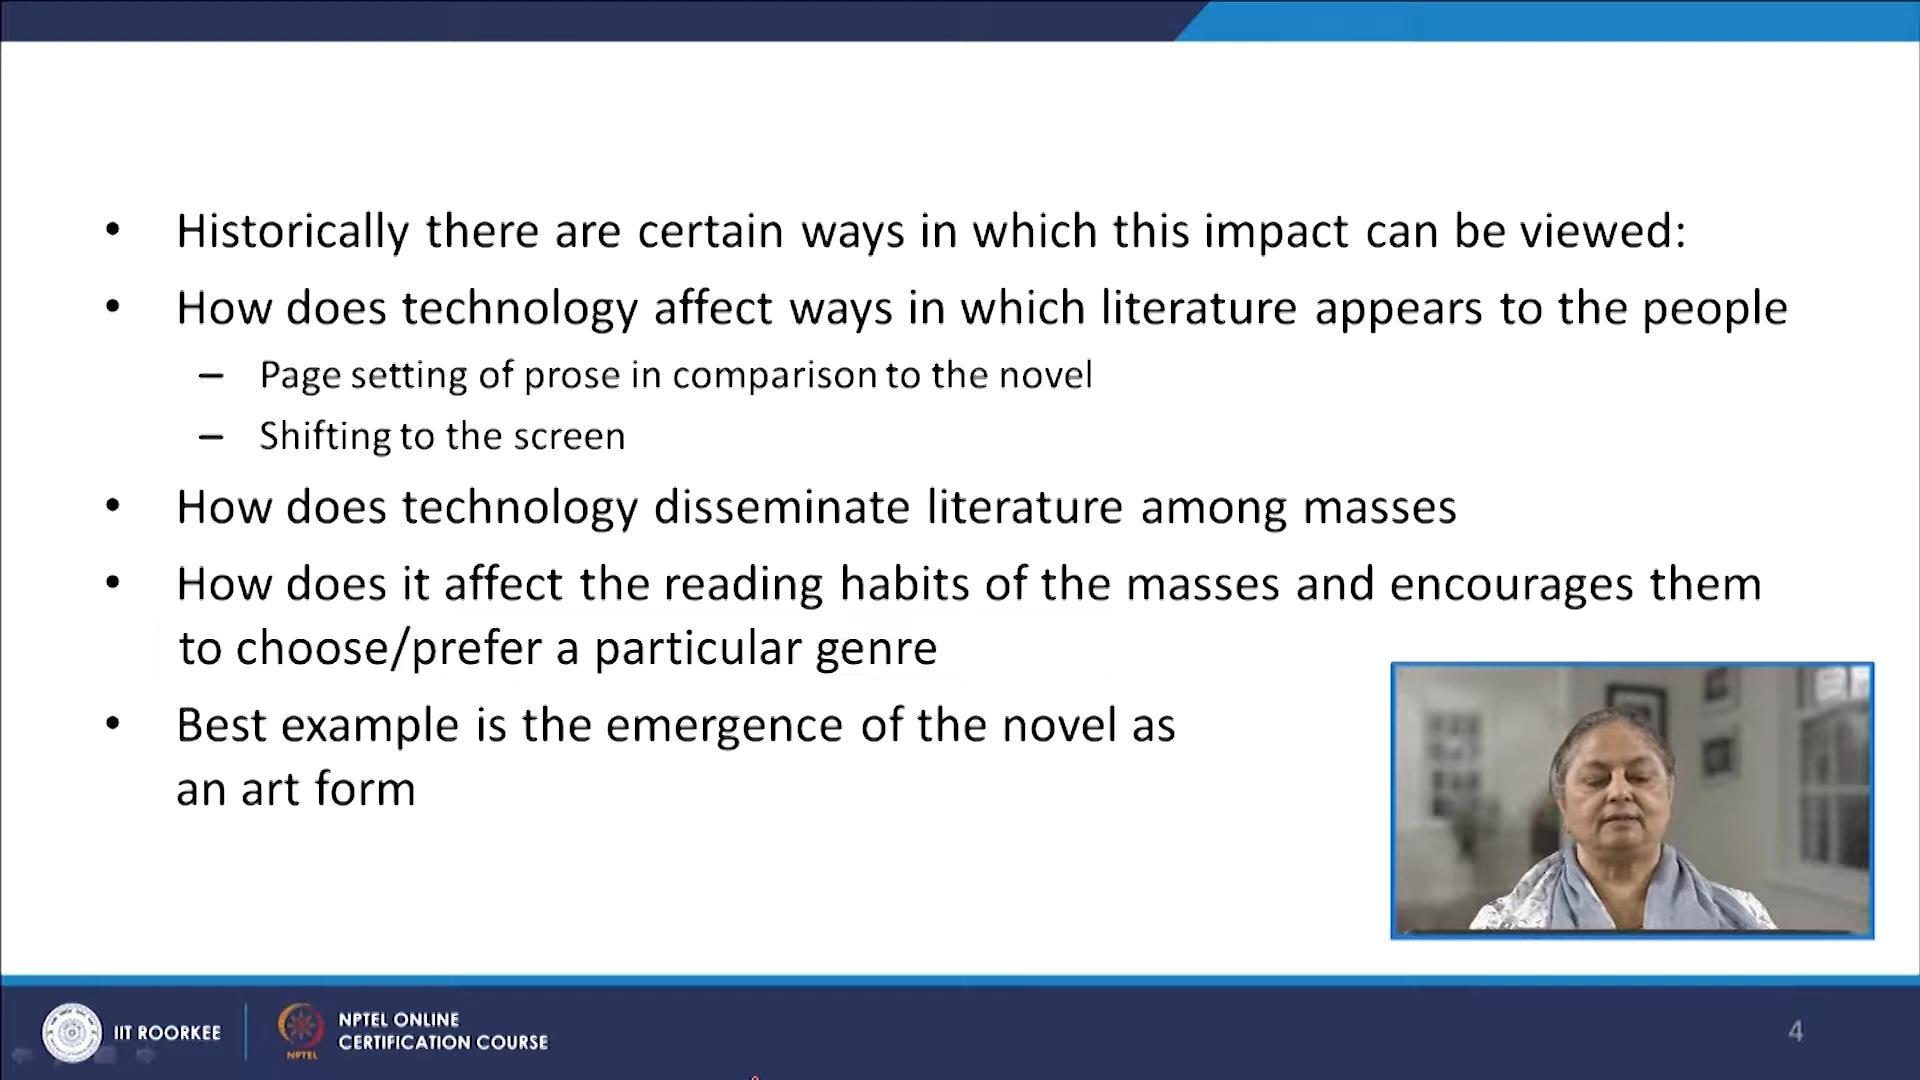 • Historically there are certain ways in which this impact can be viewed:
• How does technology affect ways in which literature appears to the people
– Page setting of prose in comparison to the novel
– Shifting to the screen
• How does technology disseminate literature among masses
• How does it affect the reading habits of the masses and encourages them
to choose/prefer a particular genre
• Best example is the emergence of the novel as
an art form
IIT ROORKEE
NPTEL
NPTEL ONLINE
CERTIFICATION COURSE
4